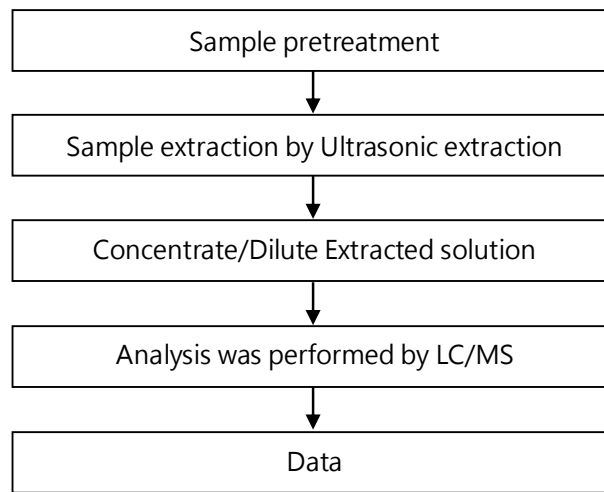 Sample pretreatment
Sample extraction by Ultrasonic extraction
Concentrate/Dilute Extracted solution
Analysis was performed by LC/MS
Data